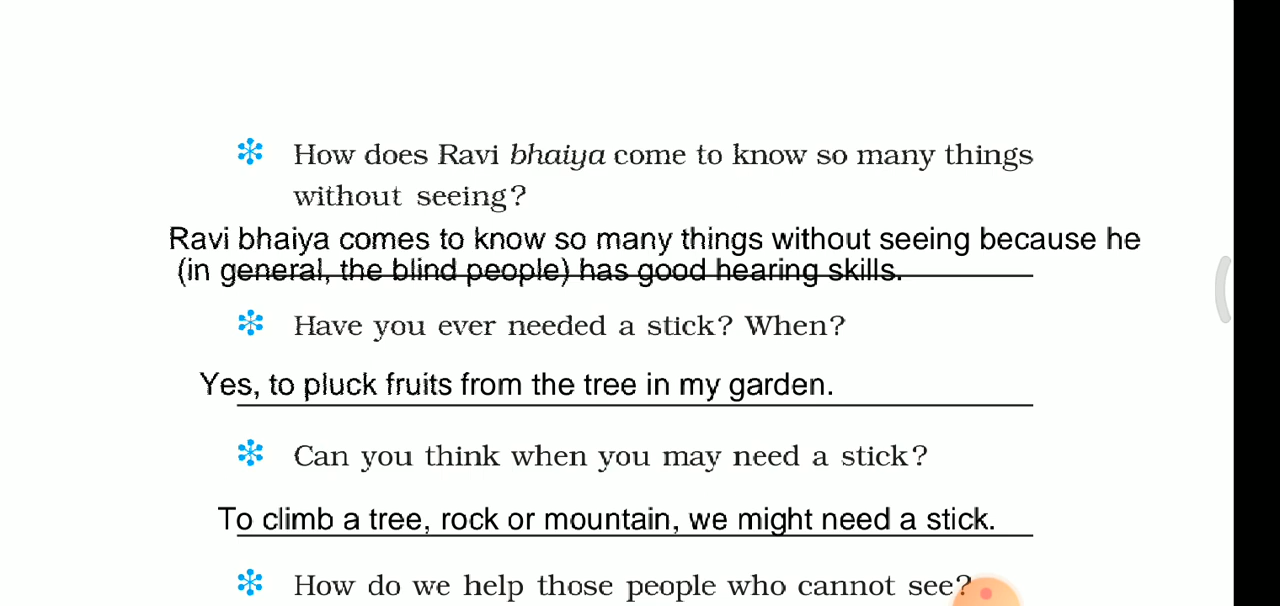 How does Ravi bhaiya come to know so many things
without seeing?
Ravi bhaiya comes to know so many things without seeing because he
(in general, the blind people) has good hearing skills.
Have you ever needed a stick? When?
Yes, to pluck fruits from the tree in my garden.
Can you think when you may need a stick?
To climb a tree, rock or mountain, we might need a stick.
How do we help those people who cannot see?